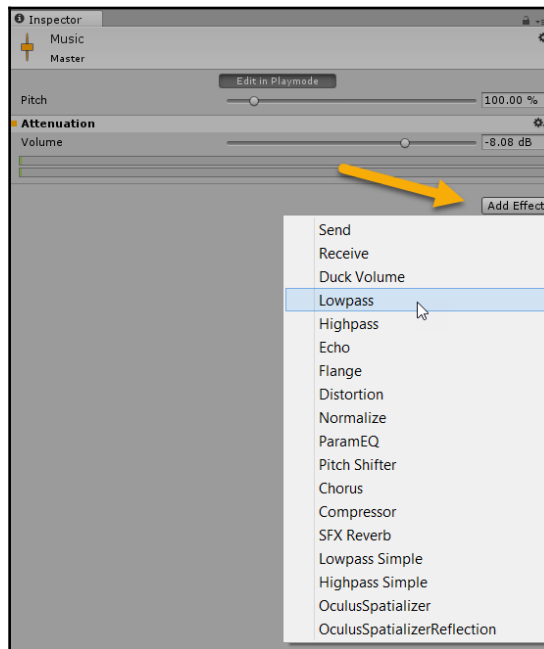 Inspector
Music
Master
Edit in Playmode
Pitch 100.00 %
Attenuation
Volume -8.08 dB
Add Effect
Send
Receive
Duck Volume
Lowpass
Highpass
Echo
Flange
Distortion
Normalize
ParamEQ
Pitch Shifter
Chorus
Compressor
SFX Reverb
Lowpass Simple
Highpass Simple
OculusSpatializer
OculusSpatializerReflection